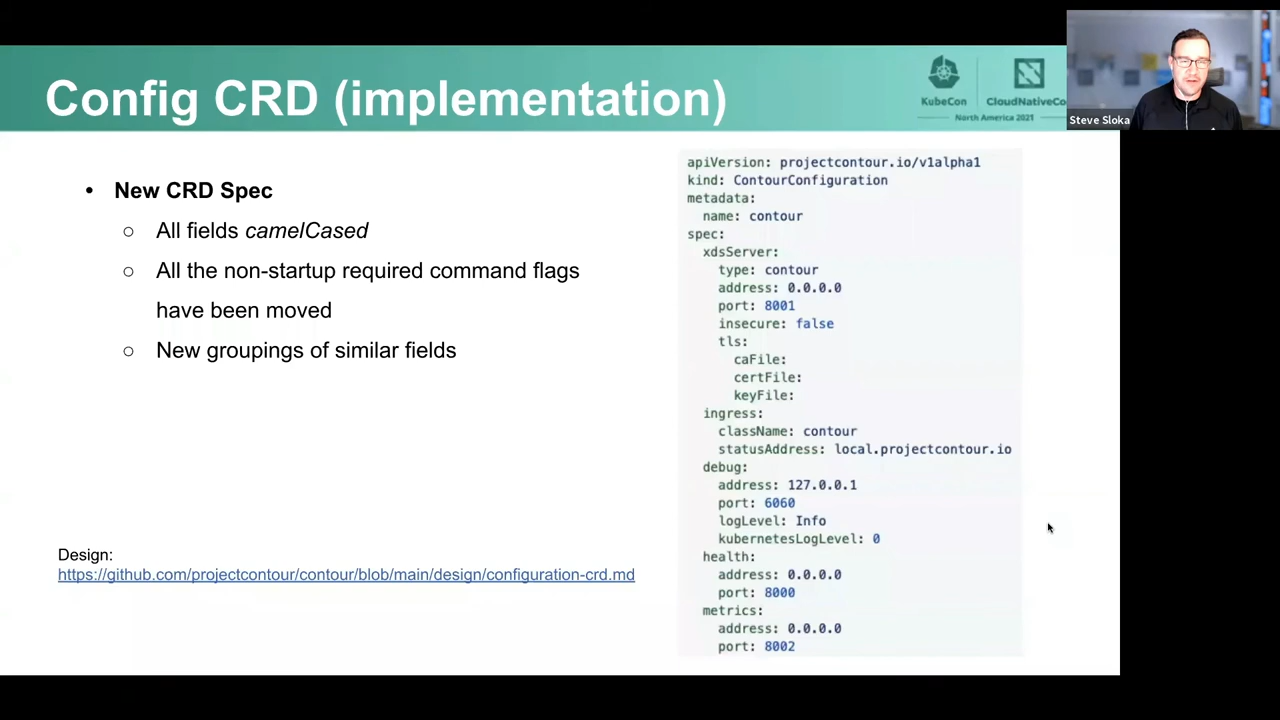 Config CRD (implementation)
KubeCon
CloudNativeCo
North America 2021
Steve Sloka
• New CRD Spec
○ All fields camelCased
○ All the non-startup required command flags
have been moved
○ New groupings of similar fields
Design:
https://github.com/projectcontour/contour/blob/main/design/configuration-crd.md
apiVersion: projectcontour.io/v1alpha1
kind: ContourConfiguration
metadata:
  name: contour
spec:
  xdsServer:
    type: contour
    address: 0.0.0.0
    port: 8001
    insecure: false
    tls:
      caFile:
      certFile:
      keyFile:
  ingress:
    className: contour
    statusAddress: local.projectcontour.io
  debug:
    address: 127.0.0.1
    port: 6060
    logLevel: Info
    kubernetesLogLevel: 0
  health:
    address: 0.0.0.0
    port: 8000
  metrics:
    address: 0.0.0.0
    port: 8002